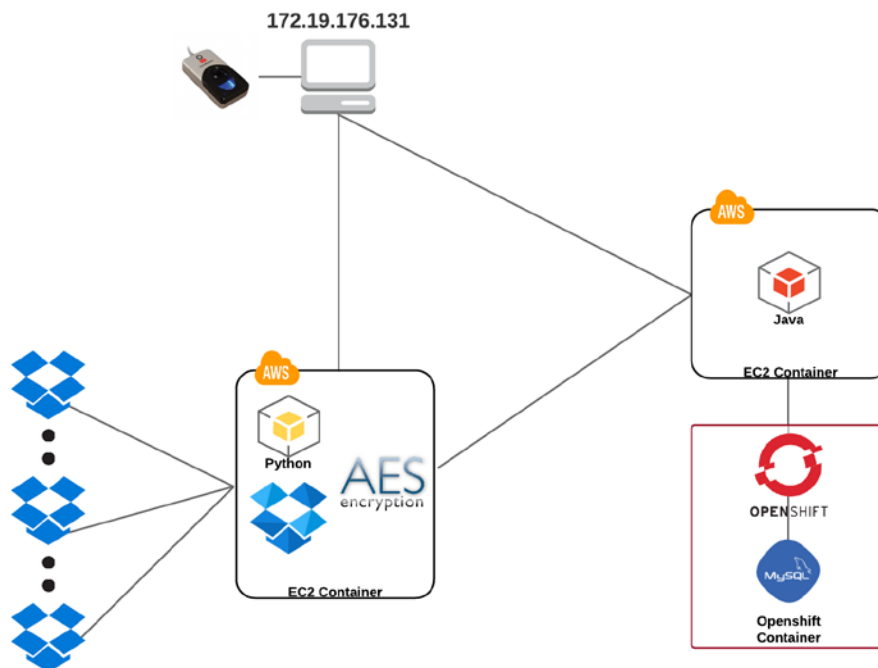 172.19.176.131
AWS
Java
EC2 Container
AWS
Python
AES
encryption
EC2 Container
OPENSHIFT
MySQL
Openshift
Container